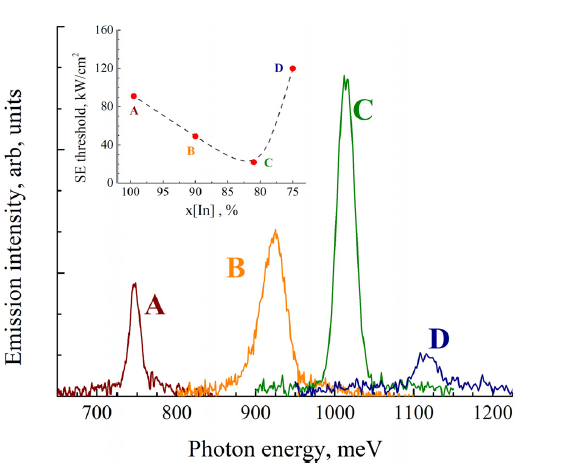 160
120
80
40
0
SE threshold, kW/cm²
A
B
C
D
100 95 90 85 80 75
x[In] , %
Emission intensity, arb, units
A
B
C
D
700 800 900 1000 1100 1200
Photon energy, meV